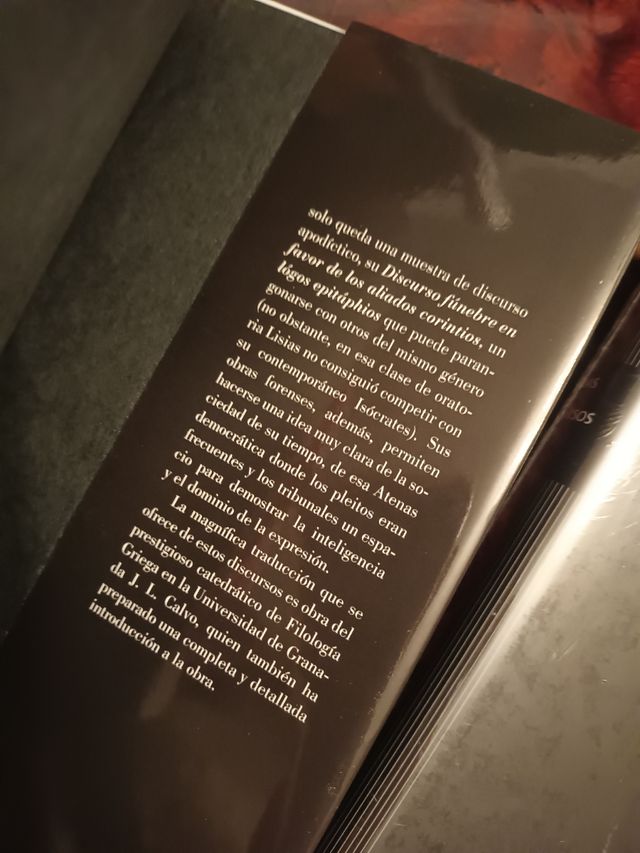 solo queda una muestra de discurso
apodíctico, su Discurso fúnebre en
favor de los aliados corintios, un
lógos epitáphios que puede paran-
gonarse con otros del mismo género
(no obstante, en esa clase de orato-
ria Lisias no consiguió competir con
su contemporáneo Isócrates). Sus
obras forenses, además, permiten
hacerse una idea muy clara de la so-
ciedad de su tiempo, de esa Atenas
democrática donde los pleitos eran
frecuentes y los tribunales un espa-
cio para demostrar la inteligencia
y el dominio de la expresión.
La magnífica traducción que se
ofrece de estos discursos es obra del
prestigioso catedrático de Filología
Griega en la Universidad de Grana-
da J. L. Calvo, quien también ha
preparado una completa y detallada
introducción a la obra.